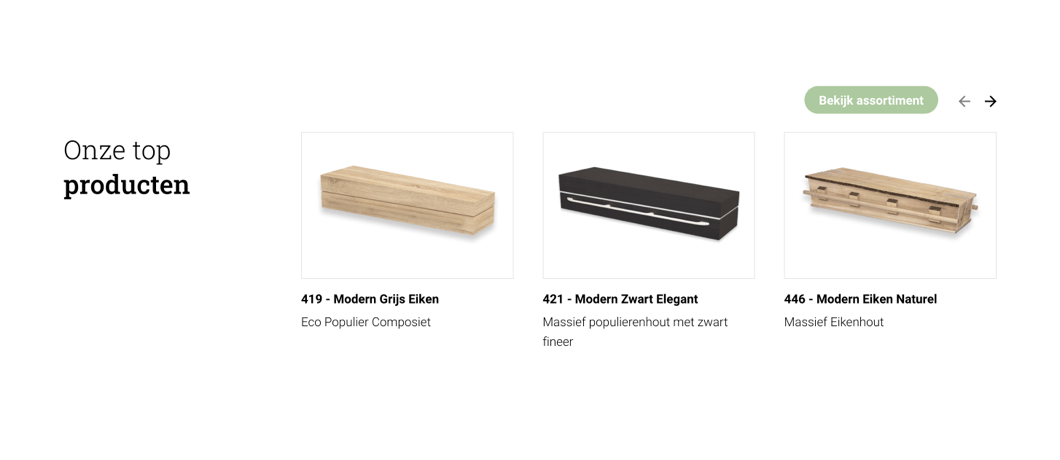 Bekijk assortiment
Onze top
producten
419 - Modern Grijs Eiken
Eco Populier Composiet
421 - Modern Zwart Elegant
Massief populierenhout met zwart
fineer
446 - Modern Eiken Naturel
Massief Eikenhout